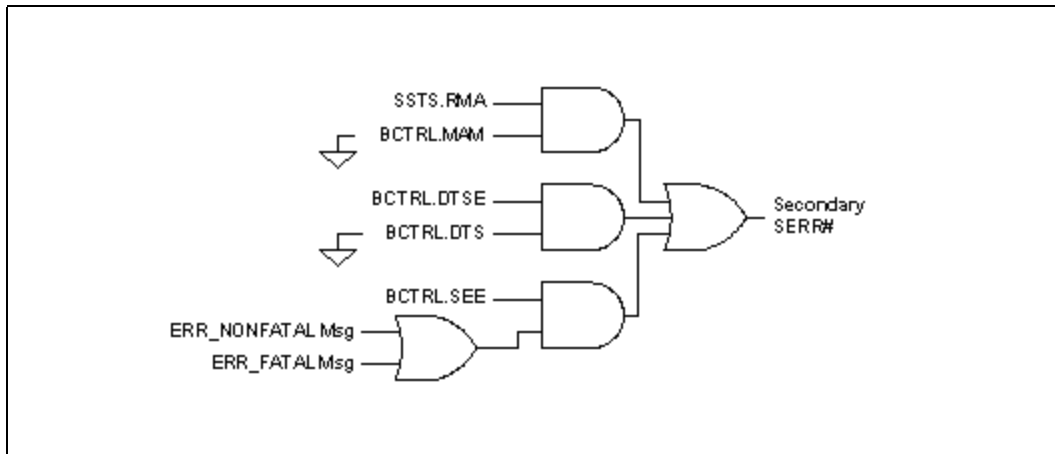 SSTS.RMA
BCTRL.MAM
BCTRL.DTSE
BCTRL.DTS
Secondary
SERR#
BCTRL.SEE
ERR_NONFATAL Msg
ERR_FATAL Msg